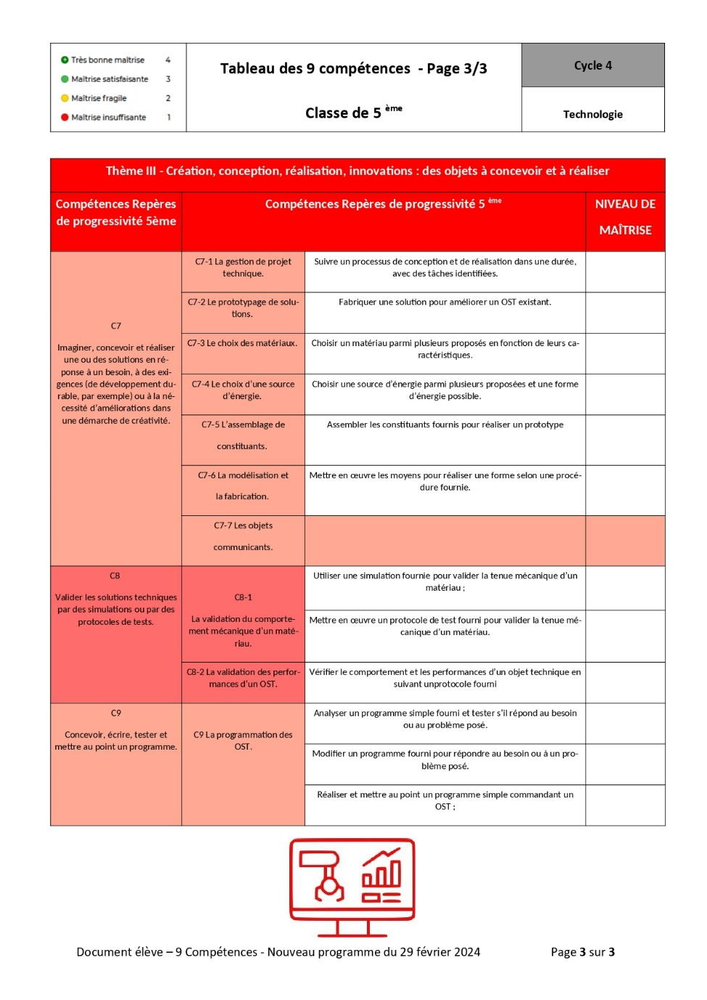 Très bonne maîtrise 4
Maîtrise satisfaisante 3
Maîtrise fragile 2
Maîtrise insuffisante 1
Tableau des 9 compétences - Page 3/3
Classe de 5 ème
Cycle 4
Technologie
Thème III - Création, conception, réalisation, innovations : des objets à concevoir et à réaliser
Compétences Repères
de progressivité 5ème
Compétences Repères de progressivité 5 ème
NIVEAU DE
MAÎTRISE
C7
Imaginer, concevoir et réaliser
une ou des solutions en ré-
ponse à un besoin, à des exi-
gences (de développement du-
rable, par exemple) ou à la né-
cessité d'améliorations dans
une démarche de créativité.
C7-1 La gestion de projet
technique.
Suivre un processus de conception et de réalisation dans une durée,
avec des tâches identifiées.
C7-2 Le prototypage de solu-
tions.
Fabriquer une solution pour améliorer un OST existant.
C7-3 Le choix des matériaux.
Choisir un matériau parmi plusieurs proposés en fonction de leurs ca-
ractéristiques.
C7-4 Le choix d'une source
d'énergie.
Choisir une source d'énergie parmi plusieurs proposées et une forme
d'énergie possible.
C7-5 L'assemblage de
constituants.
Assembler les constituants fournis pour réaliser un prototype
C7-6 La modélisation et
la fabrication.
Mettre en œuvre les moyens pour réaliser une forme selon une procé-
dure fournie.
C7-7 Les objets
communicants.
C8
Valider les solutions techniques
par des simulations ou par des
protocoles de tests.
C8-1
La validation du comporte-
ment mécanique d'un maté-
riau.
Utiliser une simulation fournie pour valider la tenue mécanique d'un
matériau ;
Mettre en œuvre un protocole de test fourni pour valider la tenue mé-
canique d'un matériau.
C8-2 La validation des perfor-
mances d'un OST.
Vérifier le comportement et les performances d'un objet technique en
suivant unprotocole fourni
C9
Concevoir, écrire, tester et
mettre au point un programme.
C9 La programmation des
OST.
Analyser un programme simple fourni et tester s'il répond au besoin
ou au problème posé.
Modifier un programme fourni pour répondre au besoin ou à un pro-
blème posé.
Réaliser et mettre au point un programme simple commandant un
OST ;
Document élève – 9 Compétences - Nouveau programme du 29 février 2024 Page 3 sur 3